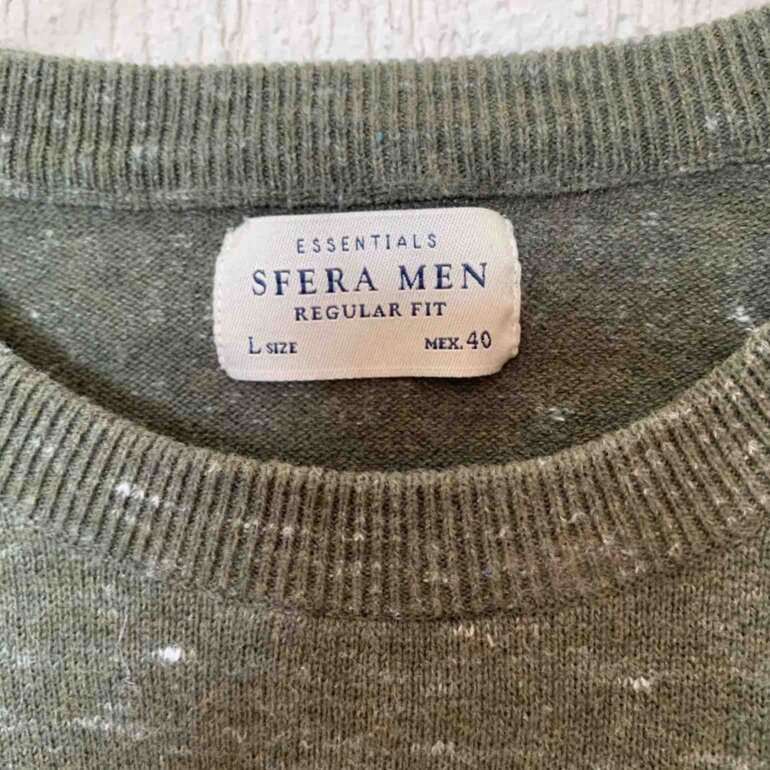 ESSENTIALS
SFERA MEN
REGULAR FIT
L SIZE MEX. 40